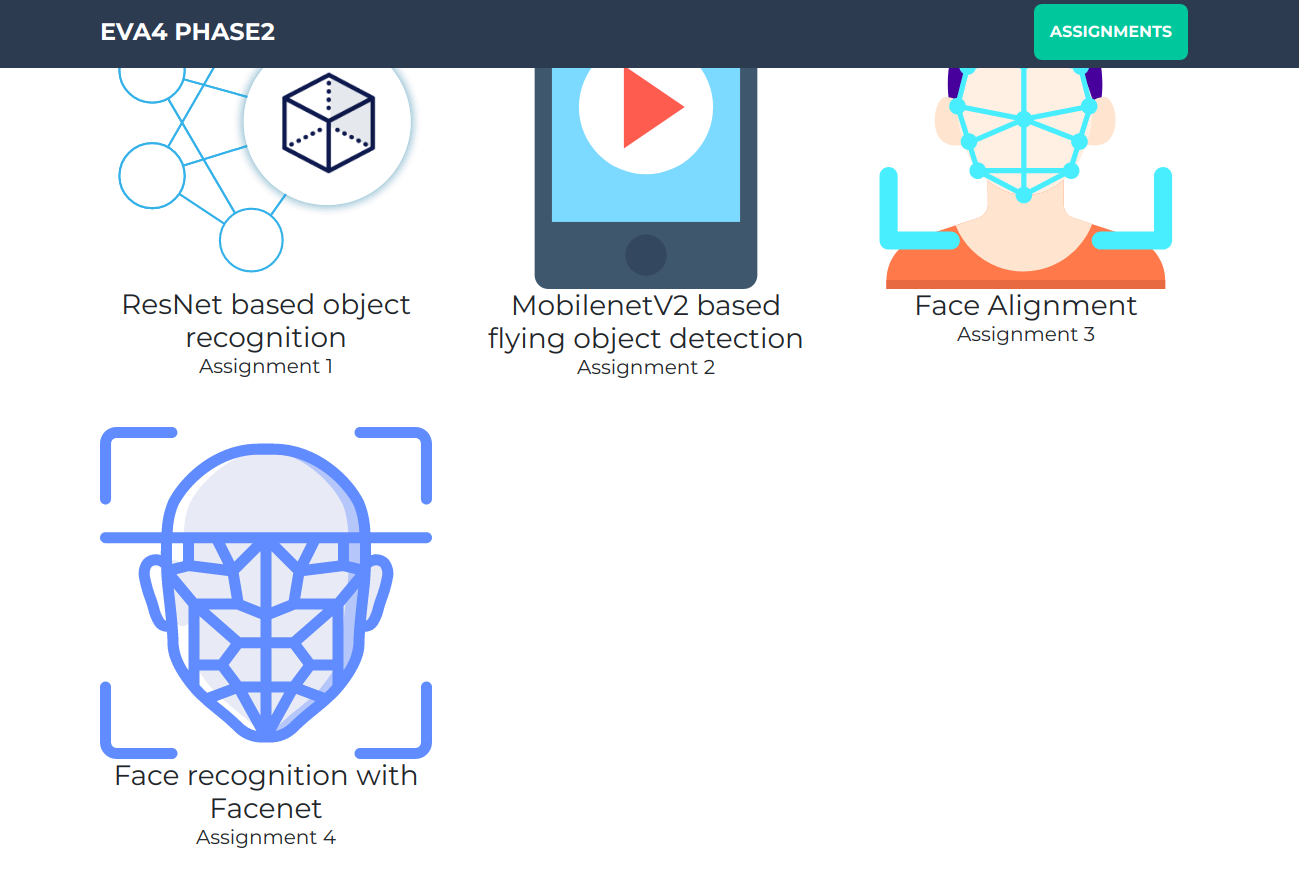 EVA4 PHASE2
ASSIGNMENTS
ResNet based object
recognition
Assignment 1
MobilenetV2 based
flying object detection
Assignment 2
Face Alignment
Assignment 3
Face recognition with
Facenet
Assignment 4